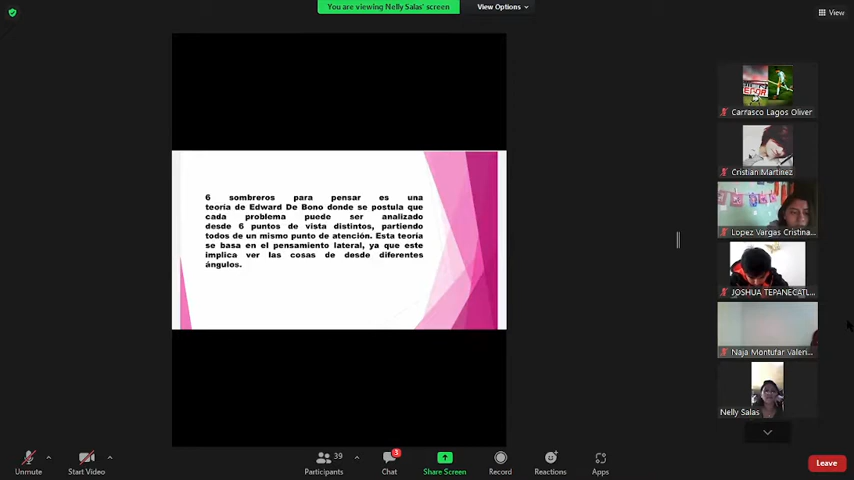 You are viewing Nelly Salas' screen
View Options
View
6 sombreros para pensar es una
teoría de Edward De Bono donde se postula que
cada problema puede ser analizado
desde 6 puntos de vista distintos, partiendo
todos de un mismo punto de atención. Esta teoría
se basa en el pensamiento lateral, ya que este
implica ver las cosas de desde diferentes
ángulos.
Carrasco Lagos Oliver
Cristian Martinez
Lopez Vargas Cristina...
JOSHUA TEPANECATL...
Naja Montufar Valeri...
Nelly Salas
Unmute
Start Video
Participants
39
Chat
3
Share Screen
Record
Reactions
Apps
Leave